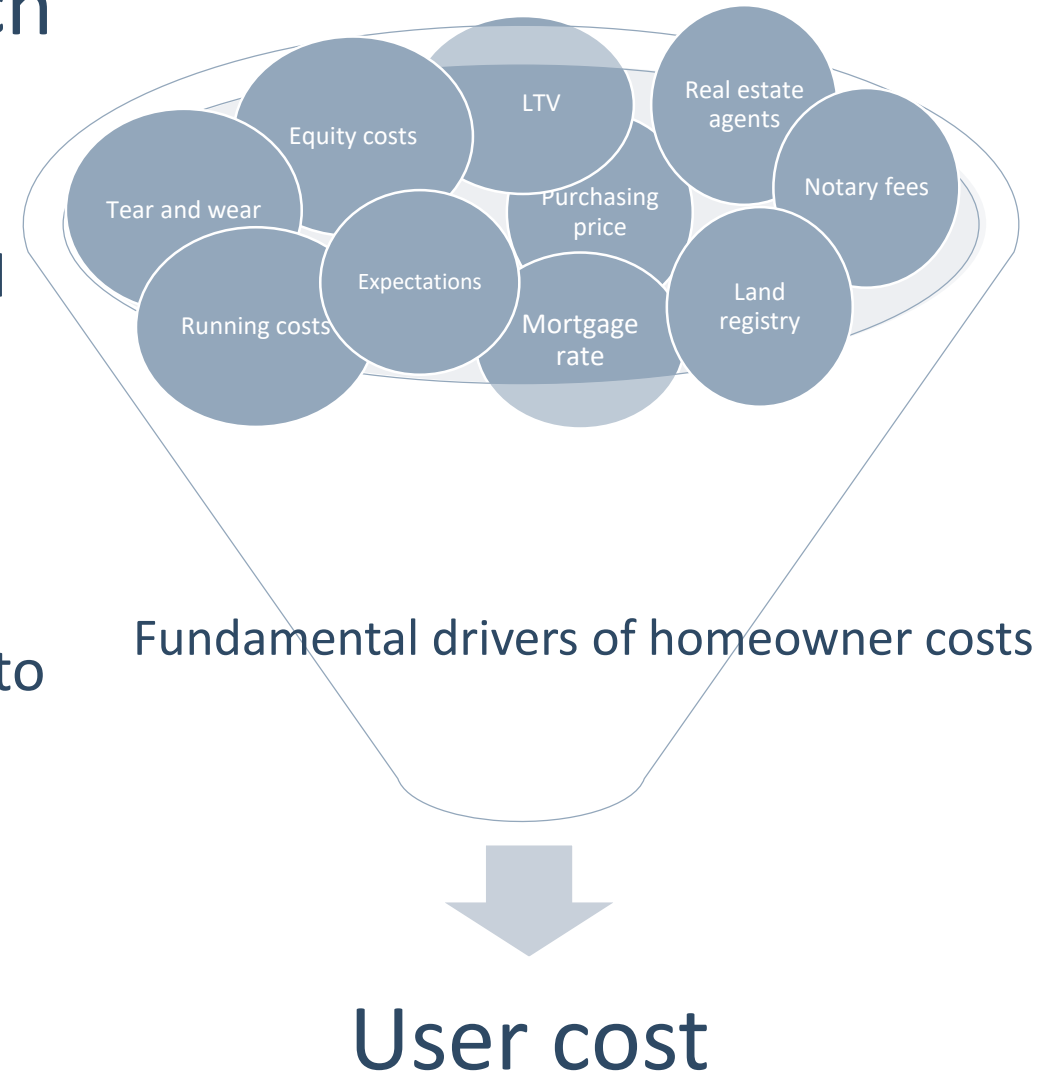 LTV
Real estate
agents
Equity costs
Notary fees
Purchasing
price
Tear and wear
Expectations
Land
registry
Running costs
Mortgage
rate
Fundamental drivers of homeowner costs
to
User cost